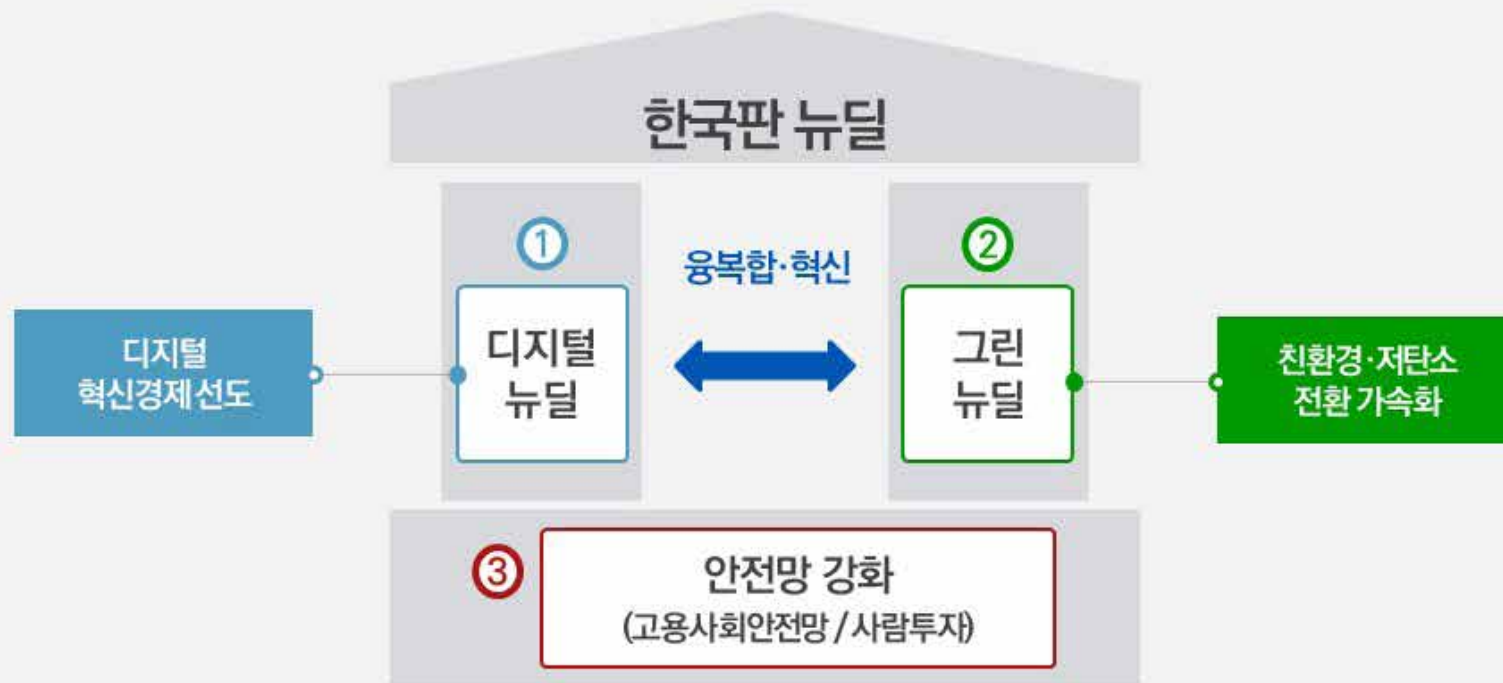 한국판 뉴딜
①
디지털
뉴딜
융복합·혁신
②
그린
뉴딜
디지털
혁신경제 선도
친환경·저탄소
전환 가속화
③
안전망 강화
(고용사회안전망 / 사람투자)